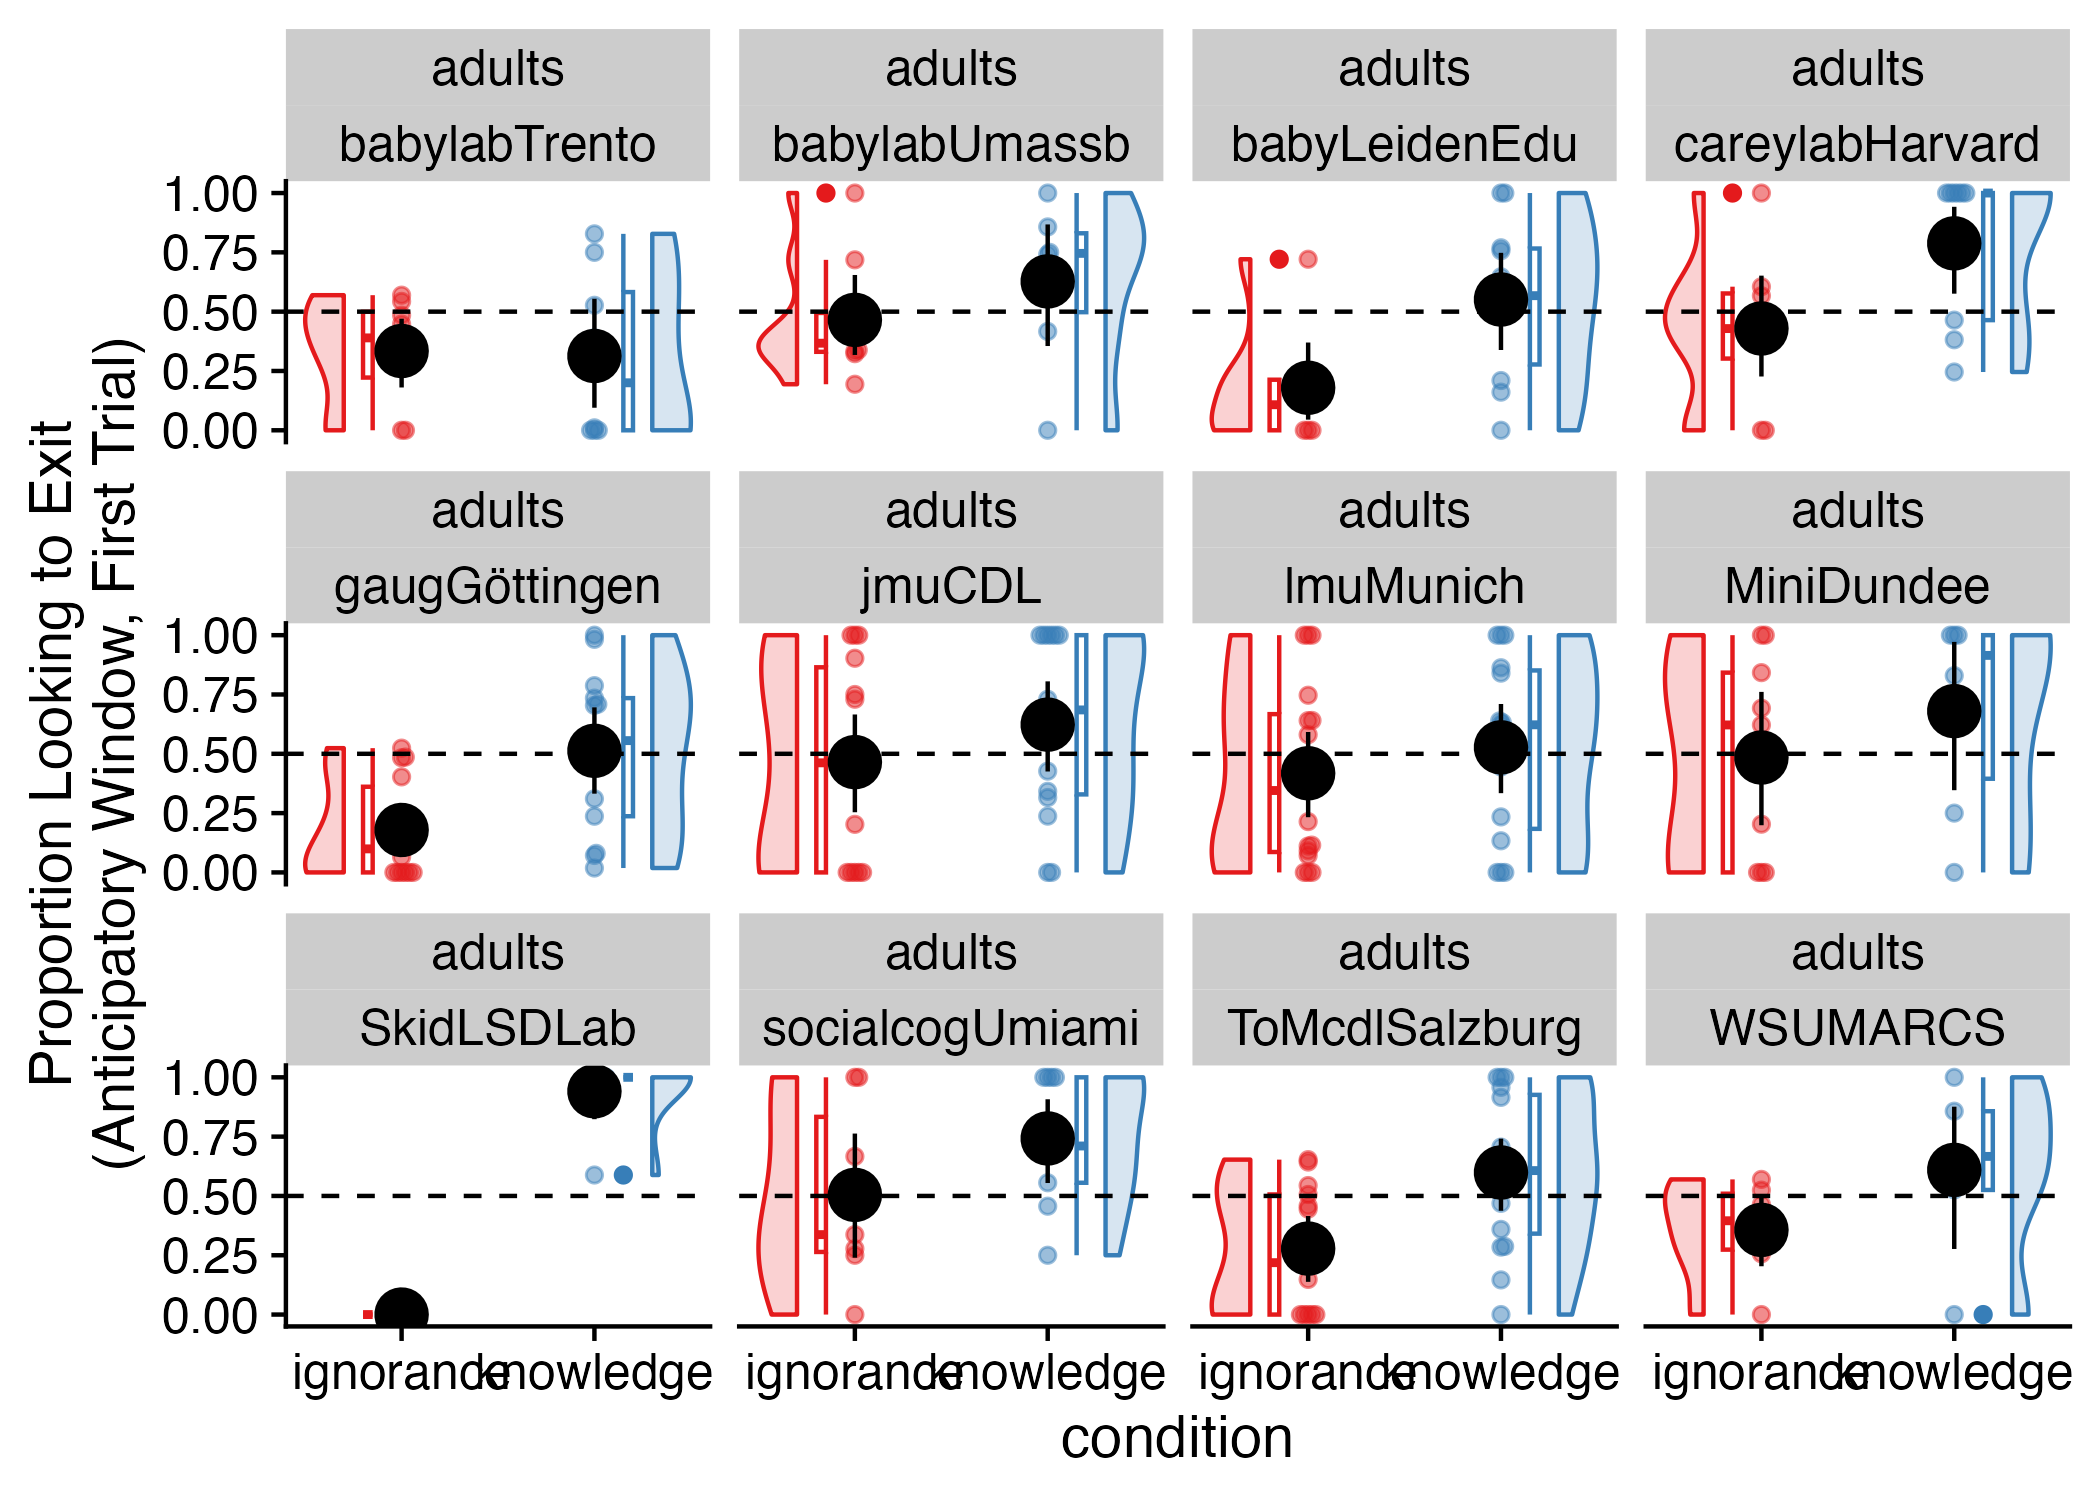 adults adults adults adults
babylabTrento babylabUmassb babyLeidenEdu careylabHarvard
1.00
0.75
0.50
0.25
0.00
adults adults adults adults
gaugGöttingen jmuCDL lmuMunich MiniDundee
1.00
0.75
0.50
0.25
0.00
adults adults adults adults
SkidLSDLab socialcogUmiami ToMcdlSalzburg WSUMARCS
1.00
0.75
0.50
0.25
0.00
ignorance knowledge ignorance knowledge ignorance knowledge ignorance knowledge
condition
Proportion Looking to Exit
(Anticipatory Window, First Trial)